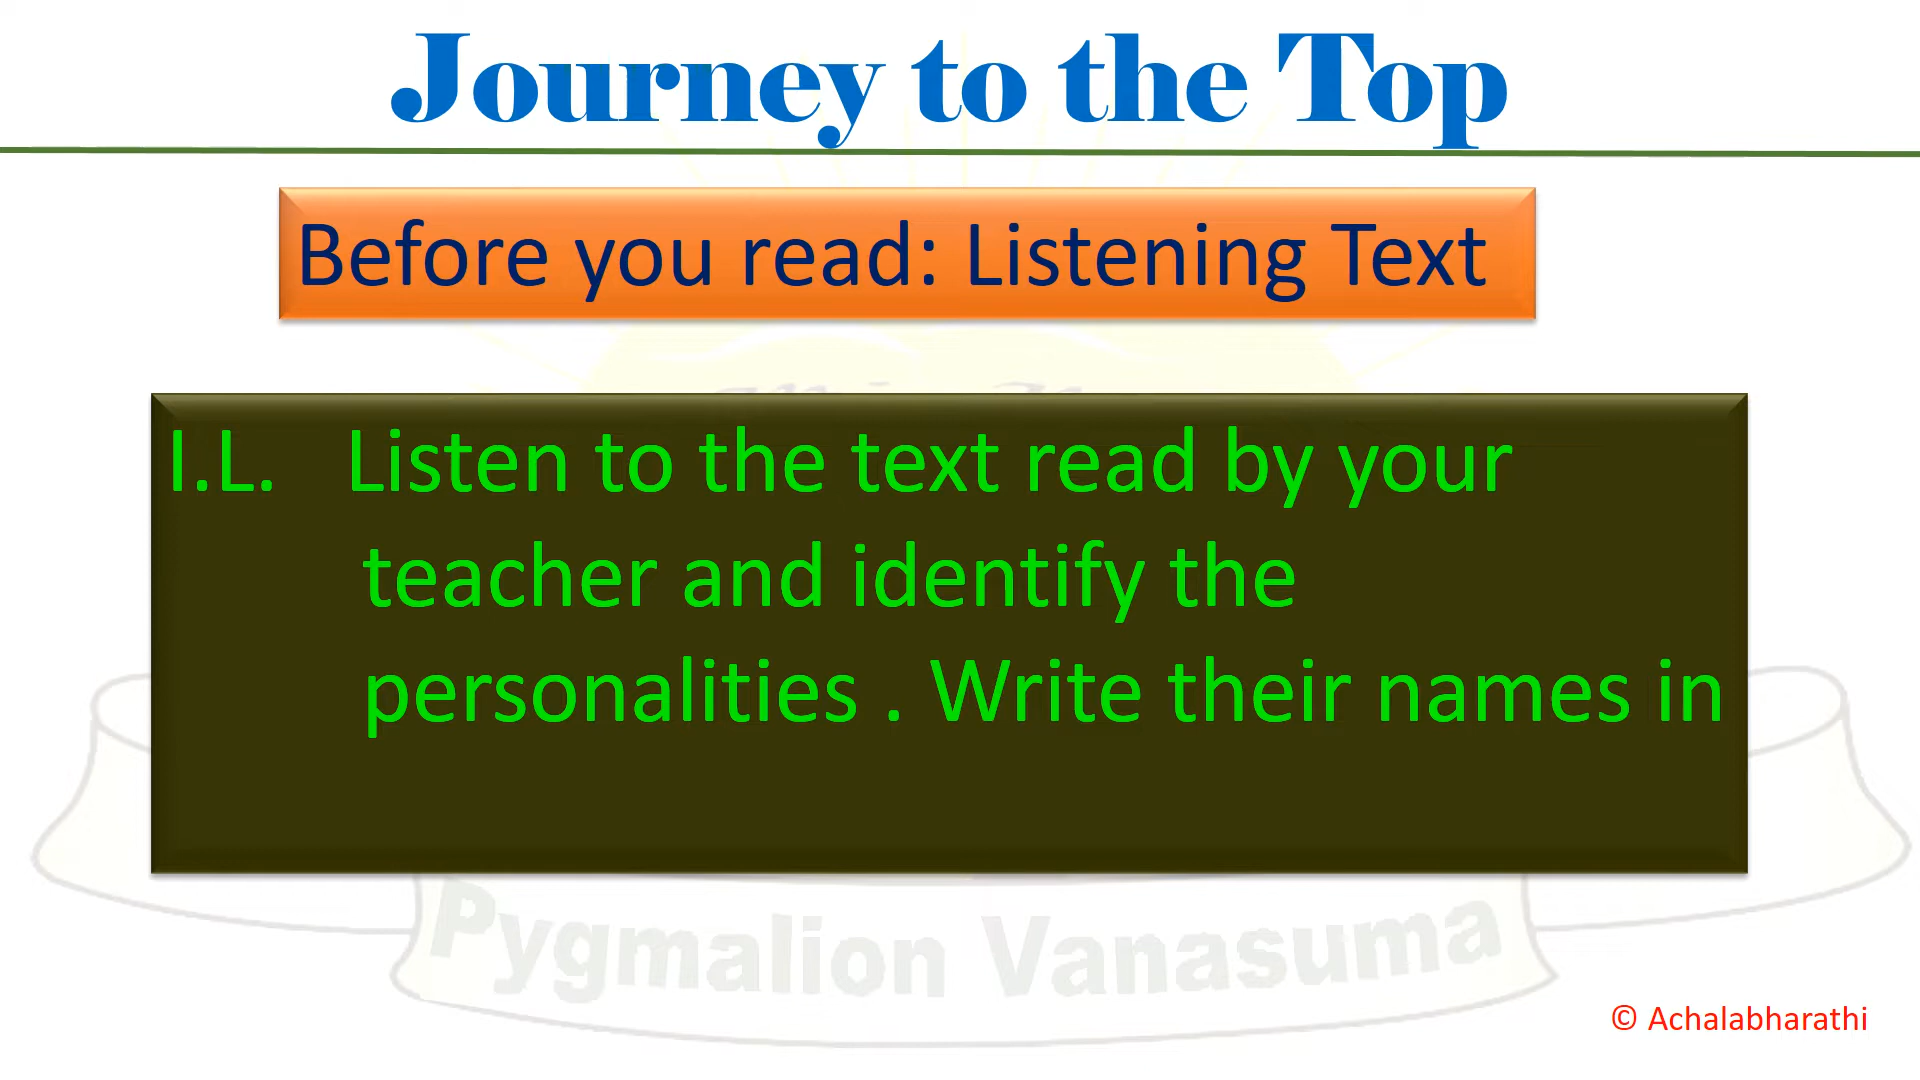 Journey to the Top
Before you read: Listening Text
I.L. Listen to the text read by your
teacher and identify the
personalities . Write their names in
Pygmalion Vanasuma
© Achalabharathi